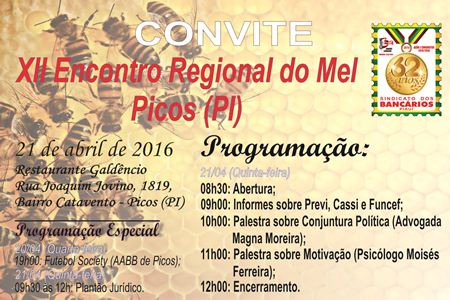 CONVITE
XII Encontro Regional do Mel
Picos (PI)
32 anos
SINDICATO DOS
BANCÁRIOS
PIAUÍ
21 de abril de 2016
Restaurante Galdêncio
Rua Joaquim Jovino, 1819,
Bairro Catavento - Picos (PI)
Programação Especial
20/04 (Quarta-feira)
19h00: Futebol Society (AABB de Picos);
21/04 (Quinta-feira)
09h30 às 12h: Plantão Jurídico.
Programação:
21/04 (Quinta-feira)
08h30: Abertura;
09h00: Informes sobre Previ, Cassi e Funcef;
10h00: Palestra sobre Conjuntura Política (Advogada
Magna Moreira);
11h00: Palestra sobre Motivação (Psicólogo Moisés
Ferreira);
12h00: Encerramento.